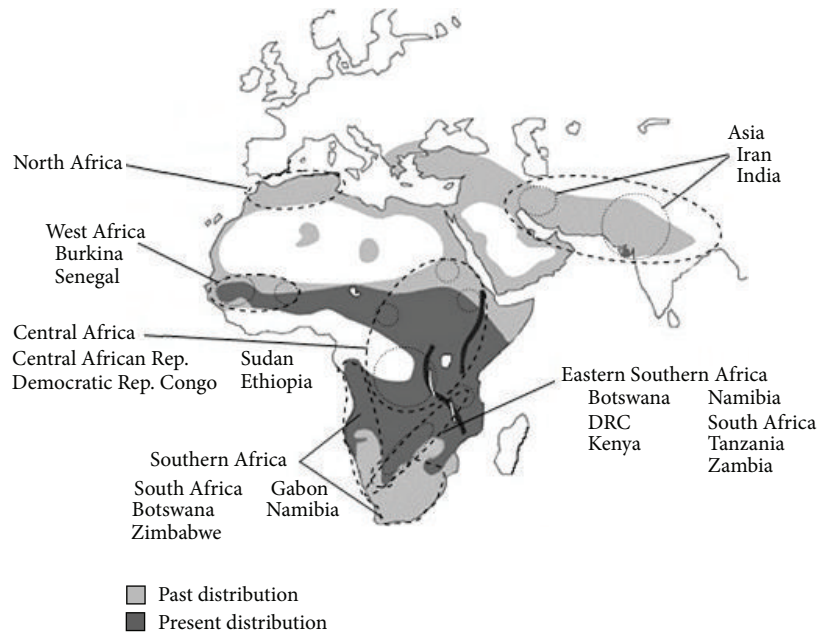 North Africa
West Africa
Burkina
Senegal
Central Africa
Central African Rep. Sudan
Democratic Rep. Congo Ethiopia
Southern Africa
South Africa Gabon
Botswana Namibia
Zimbabwe
Asia
Iran
India
Eastern Southern Africa
Botswana Namibia
DRC South Africa
Kenya Tanzania
Zambia
Past distribution
Present distribution